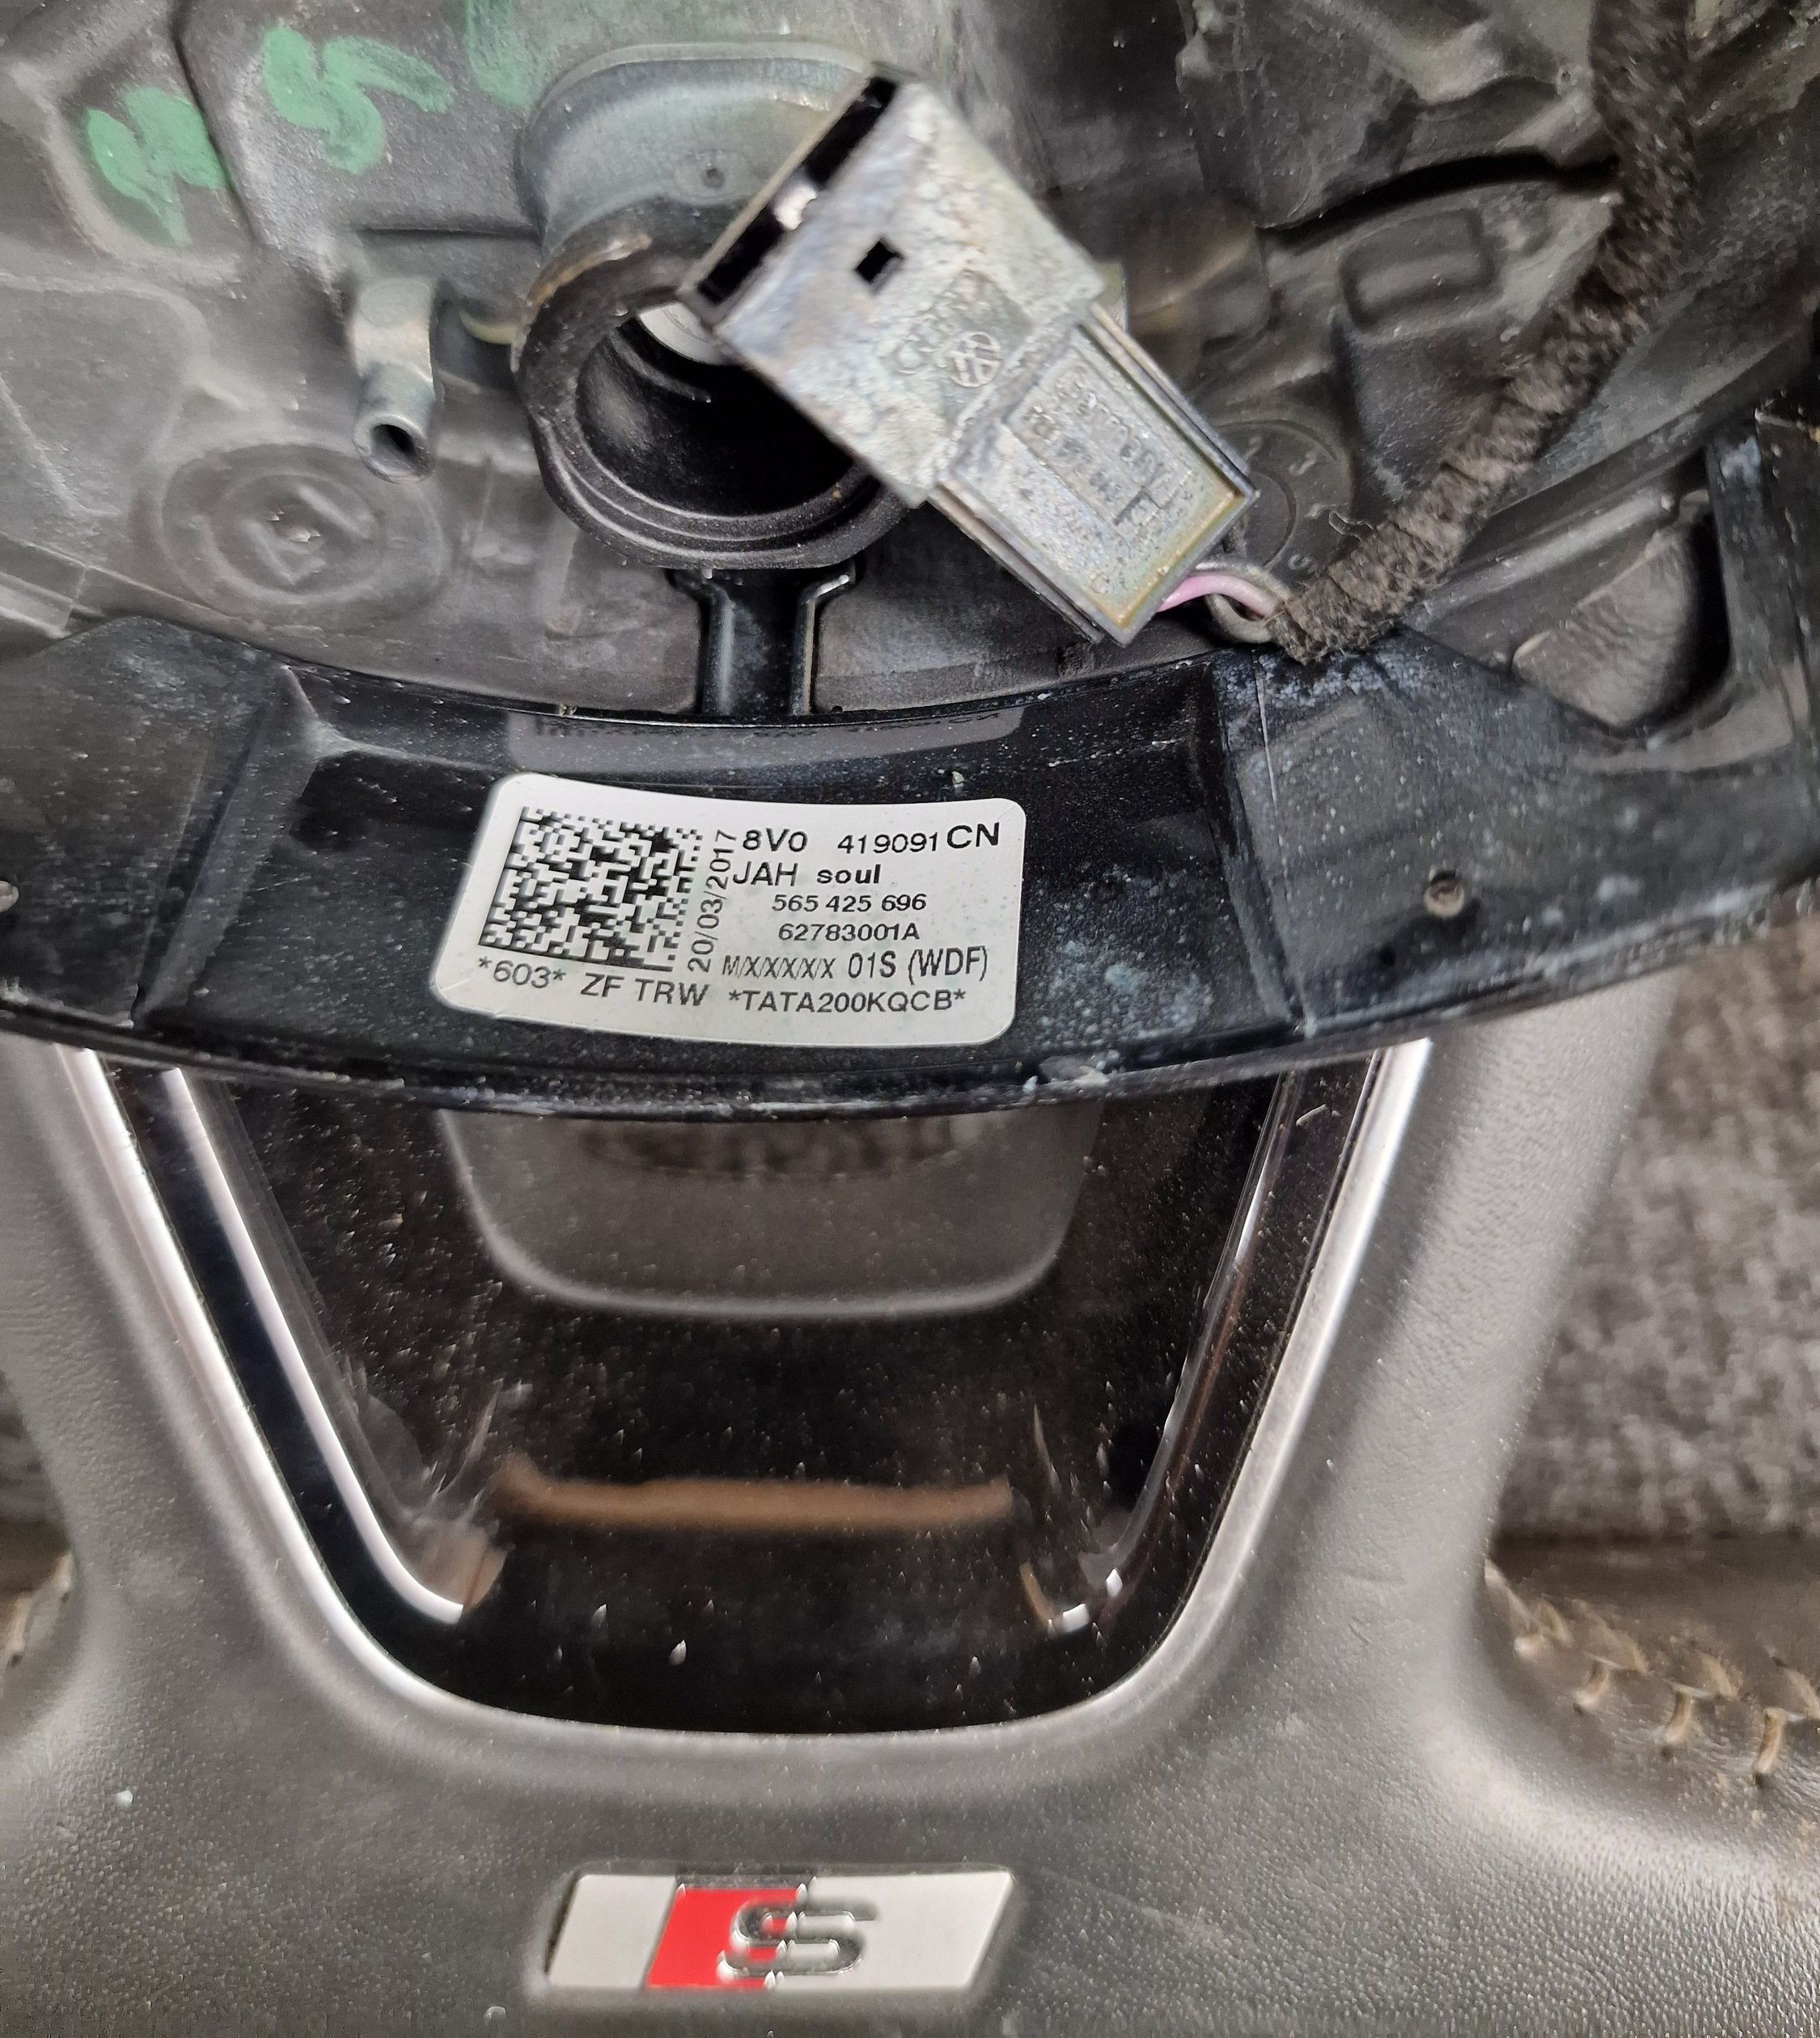 8V0 419091 CN
JAH soul
565 425 696
62783001A
M/X/X/X/X/X 01S (WDF)
*603* ZF TRW *TATA200KQCB*
20/03/2017
S